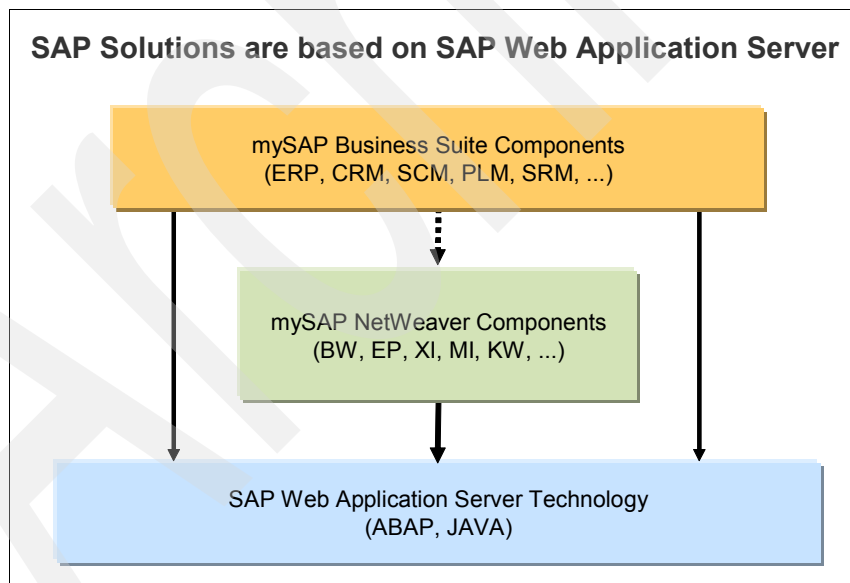 SAP Solutions are based on SAP Web Application Server
mySAP Business Suite Components
(ERP, CRM, SCM, PLM, SRM, ...)
mySAP NetWeaver Components
(BW, EP, XI, MI, KW, ...)
SAP Web Application Server Technology
(ABAP, JAVA)